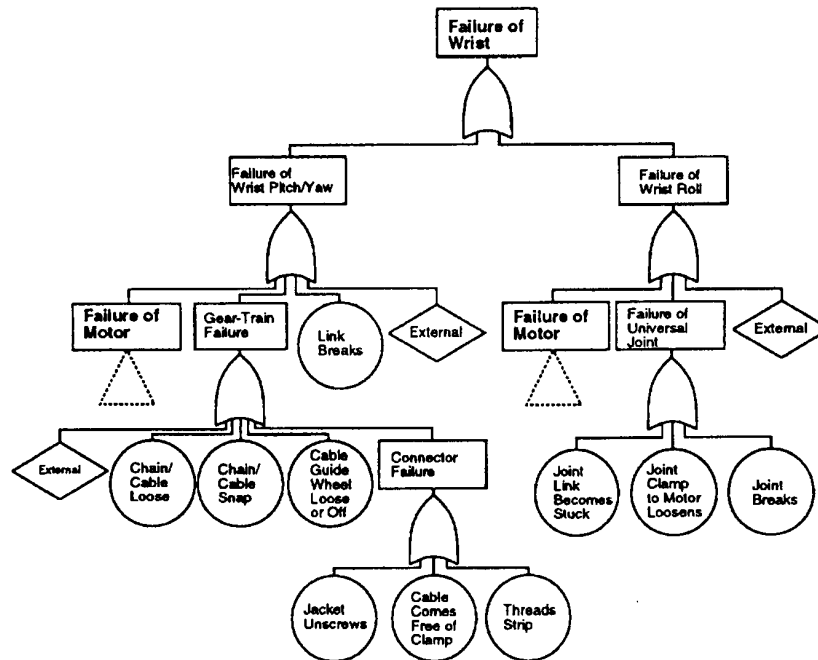 Failure of
Wrist
Failure of
Wrist Pitch/Yaw
Failure of
Wrist Roll
Failure of
Motor
Gear-Train
Failure
Link
Breaks
External
Failure of
Motor
Failure of
Universal
Joint
External
External
Chain/
Cable
Loose
Chain/
Cable
Snap
Cable
Guide
Wheel
Loose
or Off
Connector
Failure
Joint
Link
Becomes
Stuck
Joint
Clamp
to Motor
Loosens
Joint
Breaks
Jacket
Unscrews
Cable
Comes
Free of
Clamp
Threads
Strip